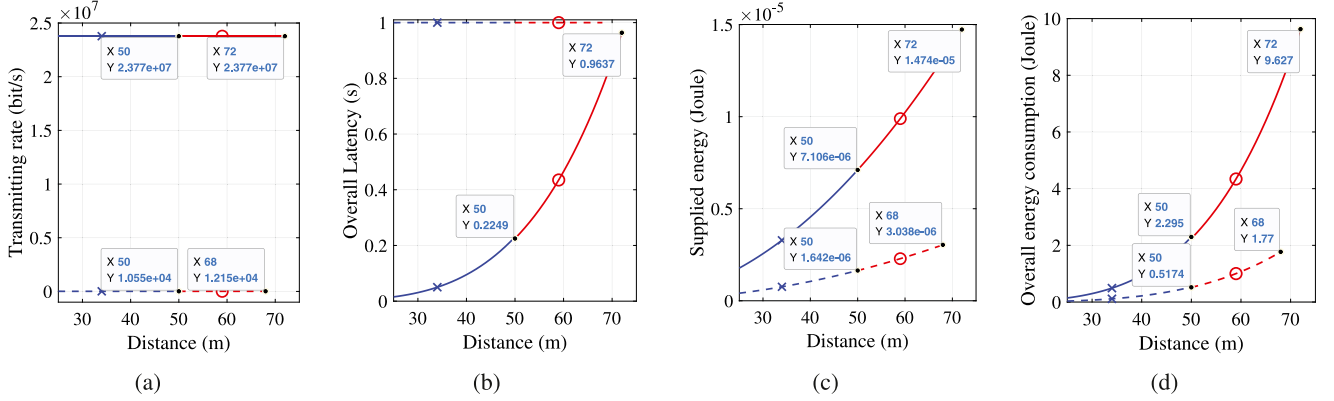 ×10^7
2.5
2
1.5
1
0.5
0
30 40 50 60 70
Transmitting rate (bit/s)
Distance (m)
X 50
Y 2.377e+07
X 72
Y 2.377e+07
X 50
Y 1.055e+04
X 68
Y 1.215e+04
(a)
1
0.8
0.6
0.4
0.2
0
30 40 50 60 70
Overall Latency (s)
Distance (m)
X 72
Y 0.9637
X 50
Y 0.2249
(b)
×10^-5
1.5
1
0.5
0
30 40 50 60 70
Supplied energy (Joule)
Distance (m)
X 72
Y 1.474e-05
X 50
Y 7.106e-06
X 68
Y 3.038e-06
X 50
Y 1.642e-06
(c)
10
8
6
4
2
0
30 40 50 60 70
Overall energy consumption (Joule)
Distance (m)
X 72
Y 9.627
X 50
Y 2.295
X 68
Y 1.77
X 50
Y 0.5174
(d)